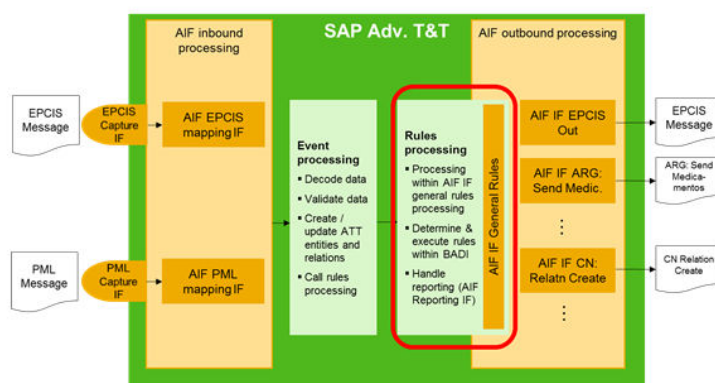 SAP Adv. T&T
AIF inbound
processing
AIF outbound processing
EPCIS
Message
EPCIS
Capture
IF
AIF EPCIS
mapping IF
PML
Message
PML
Capture
IF
AIF PML
mapping IF
Event
processing
▪ Decode data
▪ Validate data
▪ Create /
update ATT
entities and
relations
▪ Call rules
processing
Rules
processing
▪ Processing
within AIF IF
general rules
processing
▪ Determine &
execute rules
within BADI
▪ Handle
reporting (AIF
Reporting IF)
AIF IF General Rules
AIF IF EPCIS
Out
AIF IF ARG:
Send Medic.
⋮
AIF IF CN:
Relatn Create
⋮
EPCIS
Message
ARG: Send
Medica-
mentos
CN Relation
Create